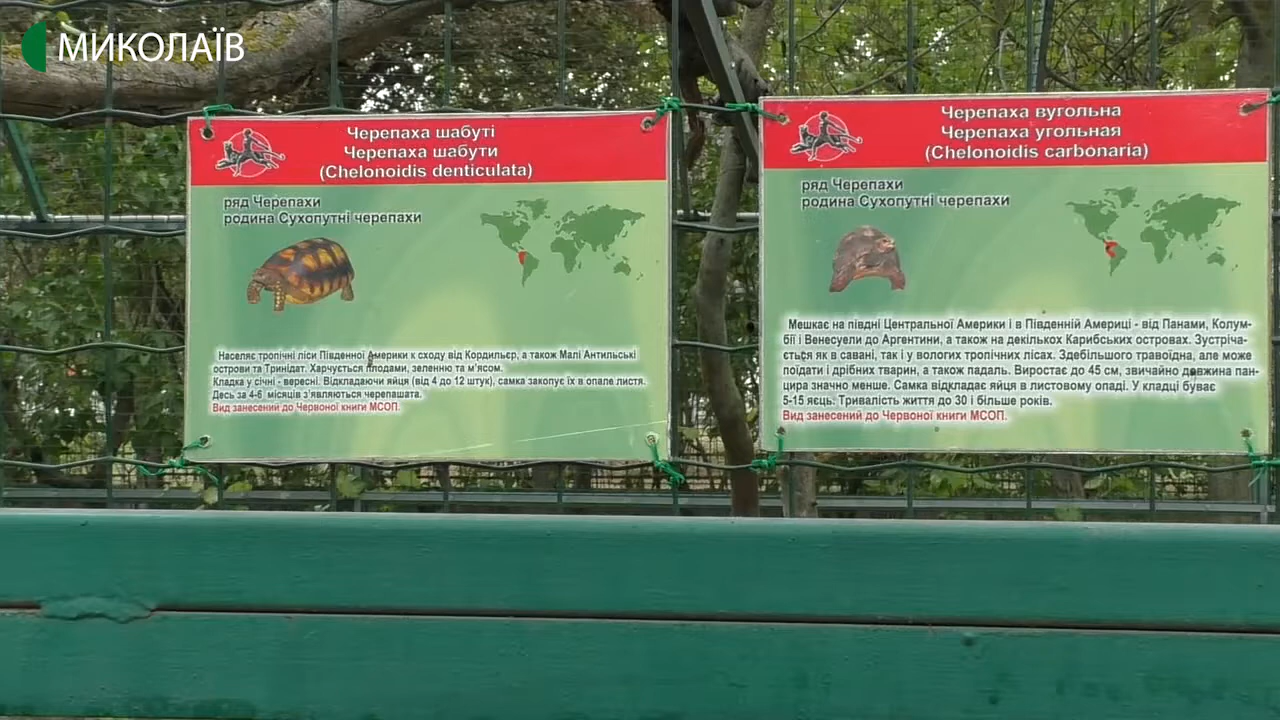 МИКОЛАЇВ
Черепаха шабуті
Черепаха шабути
(Chelonoidis denticulata)
ряд Черепахи
родина Сухопутні черепахи
Населяє тропічні ліси Південної Америки к сходу від Кордильєр, а також Малі Антильські
острови та Тринідат. Харчується плодами, зеленню та м'ясом.
Кладка у січні - вересні. Відкладаючи яйця (від 4 до 12 штук), самка закопує їх в опале листя.
Десь за 4-6 місяців з'являються черепашата.
Вид занесений до Червоної книги МСОП.
Черепаха вугольна
Черепаха угольная
(Chelonoidis carbonaria)
ряд Черепахи
родина Сухопутні черепахи
Мешкає на півдні Центральної Америки і в Південній Америці - від Панами, Колум-
бії і Венесуели до Аргентини, а також на декількох Карибських островах. Зустріча-
ється як в савані, так і у вологих тропічних лісах. Здебільшого травоїдна, але може
поїдати і дрібних тварин, а також падаль. Виростає до 45 см, звичайно довжина пан-
цира значно менше. Самка відкладає яйця в листовому опаді. У кладці буває
5-15 яєць. Тривалість життя до 30 і більше років.
Вид занесений до Червоної книги МСОП.